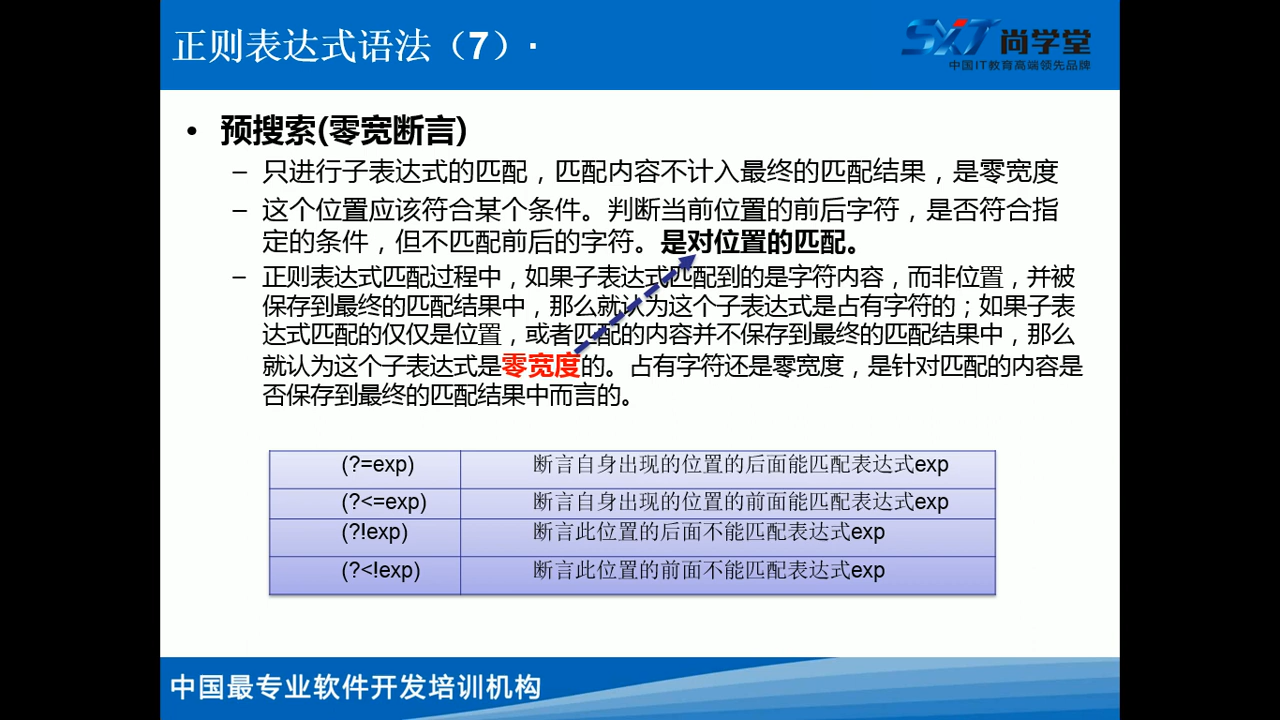 正则表达式语法（7）·
SXT 尚学堂
中国IT教育高端领先品牌
• 预搜索(零宽断言)
– 只进行子表达式的匹配，匹配内容不计入最终的匹配结果，是零宽度
– 这个位置应该符合某个条件。判断当前位置的前后字符，是否符合指
定的条件，但不匹配前后的字符。是对位置的匹配。
– 正则表达式匹配过程中，如果子表达式匹配到的是字符内容，而非位置，并被
保存到最终的匹配结果中，那么就认为这个子表达式是占有字符的；如果子表
达式匹配的仅仅是位置，或者匹配的内容并不保存到最终的匹配结果中，那么
就认为这个子表达式是零宽度的。占有字符还是零宽度，是针对匹配的内容是
否保存到最终的匹配结果中而言的。
(?=exp) 断言自身出现的位置的后面能匹配表达式exp
(?<=exp) 断言自身出现的位置的前面能匹配表达式exp
(?!exp) 断言此位置的后面不能匹配表达式exp
(?<!exp) 断言此位置的前面不能匹配表达式exp
中国最专业软件开发培训机构